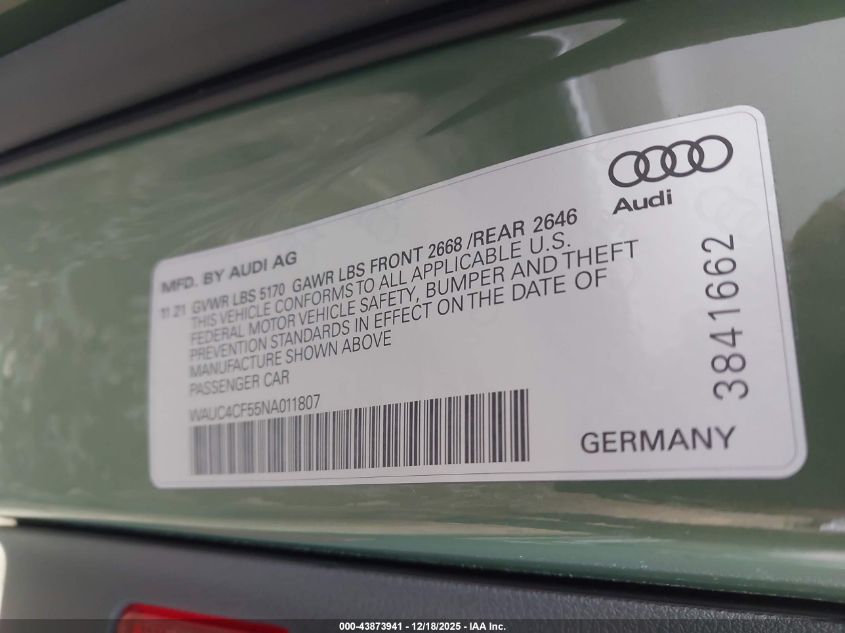 Audi
MFD. BY AUDI AG
11 21 GVWR LBS 5170 GAWR LBS FRONT 2668 /REAR 2646
THIS VEHICLE CONFORMS TO ALL APPLICABLE U.S.
FEDERAL MOTOR VEHICLE SAFETY, BUMPER AND THEFT
PREVENTION STANDARDS IN EFFECT ON THE DATE OF
MANUFACTURE SHOWN ABOVE
PASSENGER CAR
WAUC4CF55NA011807
3841662
GERMANY
000-43873941 – 12/18/2025 – IAA Inc.